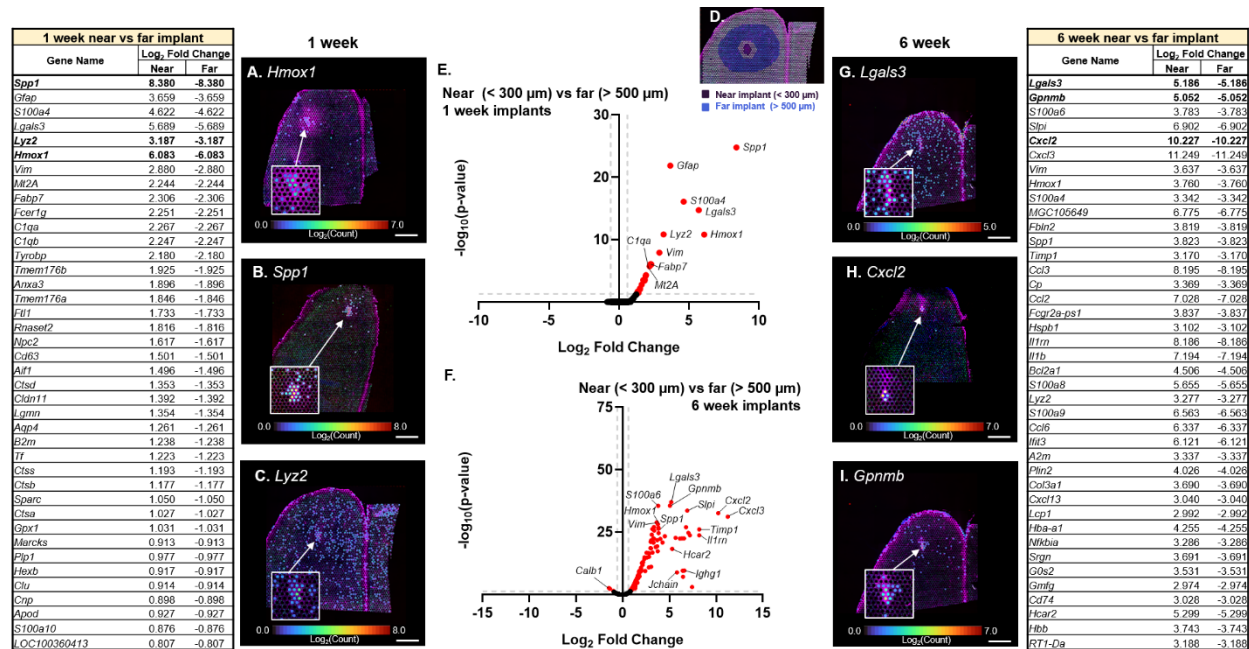 1 week near vs far implant
Gene Name Log2 Fold Change
Near Far
Spp1 8.380 -8.380
Gfap 3.659 -3.659
S100a4 4.622 -4.622
Lgals3 5.689 -5.689
Lyz2 3.187 -3.187
Hmox1 6.083 -6.083
Vim 2.880 -2.880
Mt2A 2.244 -2.244
Fabp7 2.306 -2.306
Fcer1g 2.251 -2.251
C1qa 2.267 -2.267
C1qb 2.247 -2.247
Tyrobp 2.180 -2.180
Tmem176b 1.925 -1.925
Anxa3 1.896 -1.896
Tmem176a 1.846 -1.846
Ftl1 1.733 -1.733
Rnaset2 1.816 -1.816
Npc2 1.617 -1.617
Cd63 1.501 -1.501
Aif1 1.496 -1.496
Ctsd 1.353 -1.353
Cldn11 1.392 -1.392
Lgmn 1.354 -1.354
Aqp4 1.261 -1.261
B2m 1.238 -1.238
Tf 1.223 -1.223
Ctss 1.193 -1.193
Ctsb 1.177 -1.177
Sparc 1.050 -1.050
Ctsa 1.027 -1.027
Gpx1 1.031 -1.031
Marcks 0.913 -0.913
Plp1 0.977 -0.977
Hexb 0.917 -0.917
Clu 0.914 -0.914
Cnp 0.898 -0.898
Apod 0.927 -0.927
S100a10 0.876 -0.876
LOC100360413 0.807 -0.807
1 week
A. Hmox1
0.0 7.0
Log2(Count)
B. Spp1
0.0 8.0
Log2(Count)
C. Lyz2
0.0 8.0
Log2(Count)
D.
Near implant (< 300 µm)
Far implant (> 500 µm)
E.
Near (< 300 µm) vs far (> 500 µm)
1 week implants
30
20
10
-log10(p-value)
Spp1
Gfap
S100a4
Lgals3
Lyz2
Hmox1
C1qa
Vim
Fabp7
Mt2A
-10 -5 0 5 10
Log2 Fold Change
F.
Near (< 300 µm) vs far (> 500 µm)
6 week implants
75
50
25
-log10(p-value)
Lgals3
Gpnmb
S100a6
Slpi
Cxcl2
Hmox1
Cxcl3
Vim
Spp1
Timp1
Il1rn
Hcar2
Calb1
Jchain
Ighg1
-15 -10 -5 0 5 10 15
Log2 Fold Change
6 week
G. Lgals3
0.0 5.0
Log2(Count)
H. Cxcl2
0.0 7.0
Log2(Count)
I. Gpnmb
0.0 7.0
Log2(Count)
6 week near vs far implant
Gene Name Log2 Fold Change
Near Far
Lgals3 5.186 -5.186
Gpnmb 5.052 -5.052
S100a6 3.783 -3.783
Slpi 6.902 -6.902
Cxcl2 10.227 -10.227
Cxcl3 11.249 -11.249
Vim 3.637 -3.637
Hmox1 3.760 -3.760
S100a4 3.342 -3.342
MGC105649 6.775 -6.775
Fbln2 3.819 -3.819
Spp1 3.823 -3.823
Timp1 3.170 -3.170
Ccl3 8.195 -8.195
Cp 3.369 -3.369
Ccl2 7.028 -7.028
Fcgr2a-ps1 3.837 -3.837
Hspb1 3.102 -3.102
Il1rn 8.186 -8.186
Il1b 7.194 -7.194
Bcl2a1 4.506 -4.506
S100a8 5.655 -5.655
Lyz2 3.277 -3.277
S100a9 6.563 -6.563
Ccl6 6.337 -6.337
Ifit3 6.121 -6.121
A2m 3.337 -3.337
Plin2 4.026 -4.026
Col3a1 3.690 -3.690
Cxcl13 3.040 -3.040
Lcp1 2.992 -2.992
Hba-a1 4.255 -4.255
Nfkbia 3.286 -3.286
Srgn 3.691 -3.691
G0s2 3.531 -3.531
Gmfg 2.974 -2.974
Cd74 3.028 -3.028
Hcar2 5.299 -5.299
Hbb 3.743 -3.743
RT1-Da 3.188 -3.188